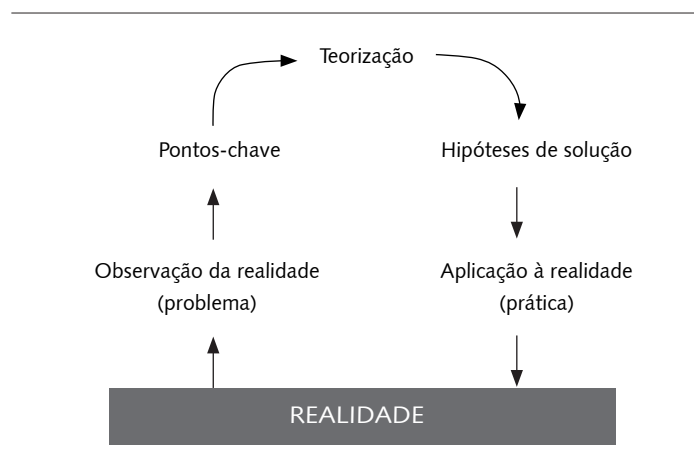 Teorização
Pontos-chave
Hipóteses de solução
Observação da realidade
(problema)
Aplicação à realidade
(prática)
REALIDADE